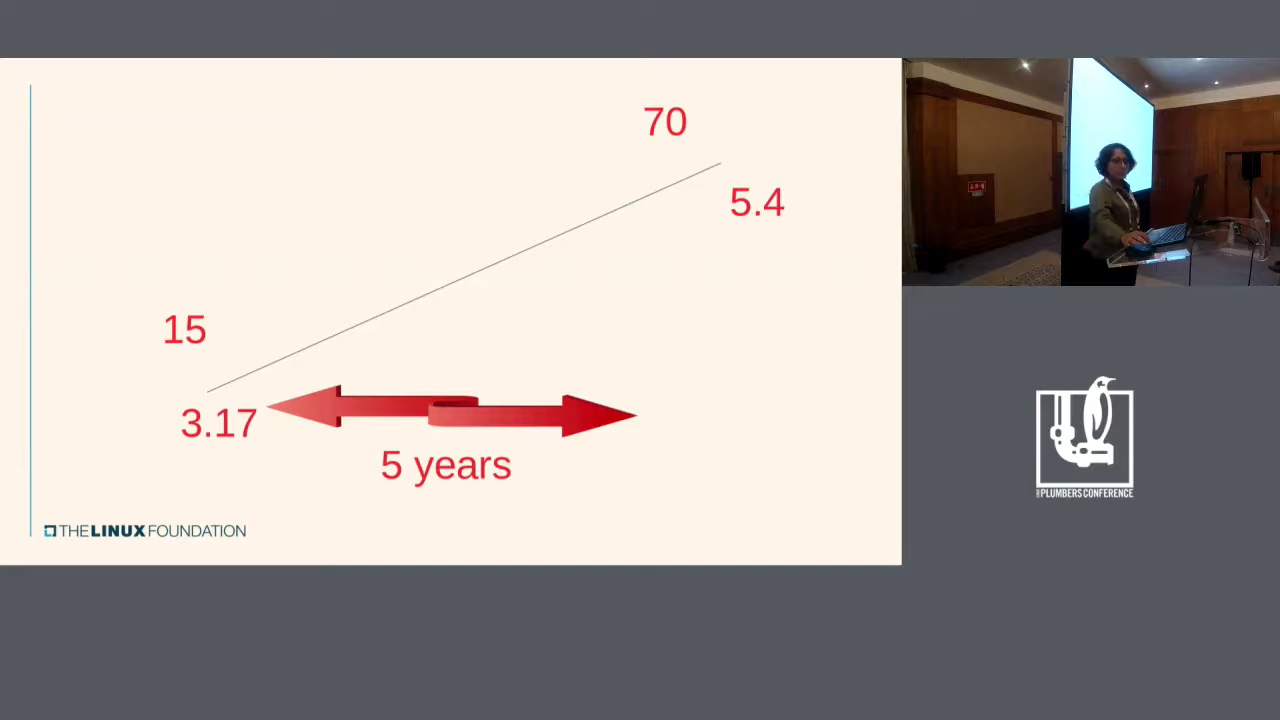 70
5.4
15
3.17
5 years
THE LINUX FOUNDATION
PLUMBERS CONFERENCE